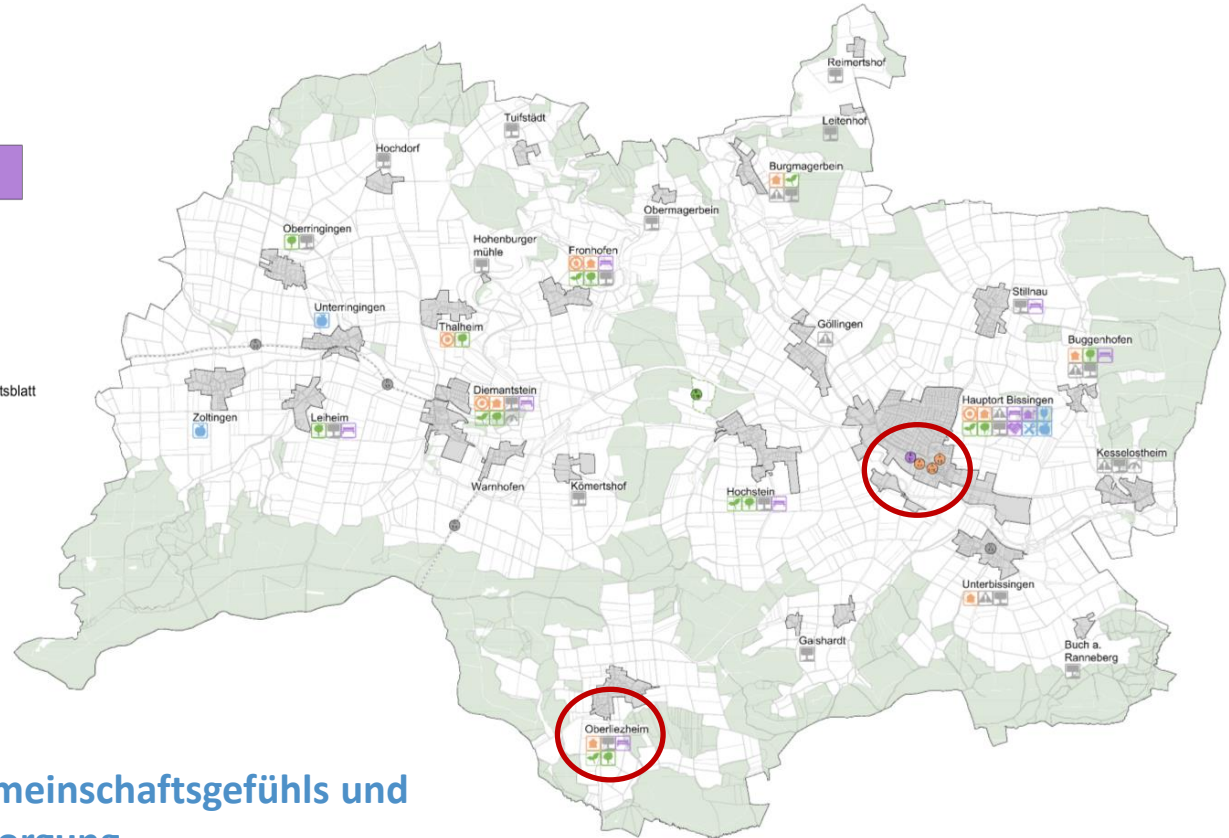 Reimertshof
Leitenhof
Tuifstädt
Hochdorf
Burgmagerbein
Obermagerbein
Oberringingen
Hohenburger
mühle
Fronhofen
Stillnau
Unterringingen
Thalheim
Göllingen
Buggenhofen
tsblatt
Diemantstein
Hauptort Bissingen
Zoltingen
Leiheim
Kesselostheim
Warnhofen
Kömertshof
Hochstein
Unterbissingen
Gaishardt
Buch a.
Ranneberg
Oberliezheim
meinschaftsgefühls und